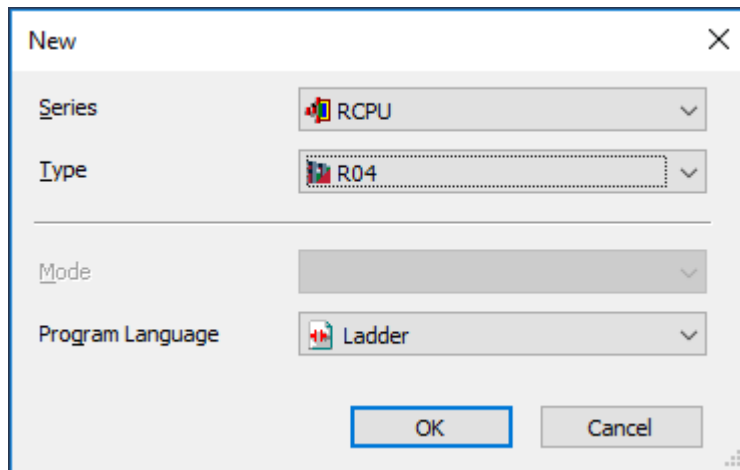 New
Series
RCPU
Type
R04
Mode
Program Language
Ladder
OK
Cancel